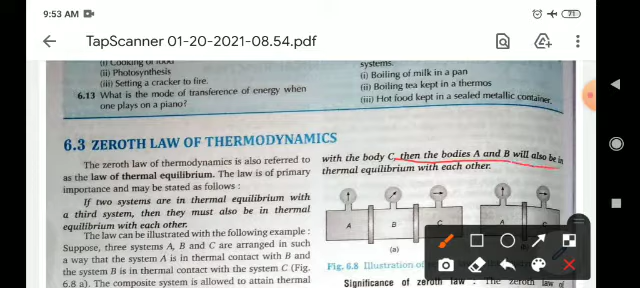 9:53 AM
71
TapScanner 01-20-2021-08.54.pdf
(i) Cooking of food
(ii) Photosynthesis
(iii) Setting a cracker to fire.
6.13 What is the mode of transference of energy when
one plays on a piano?
systems.
(i) Boiling of milk in a pan
(ii) Boiling tea kept in a thermos
(iii) Hot food kept in a sealed metallic container.
6.3 ZEROTH LAW OF THERMODYNAMICS
The zeroth law of thermodynamics is also referred to
as the law of thermal equilibrium. The law is of primary
importance and may be stated as follows :
If two systems are in thermal equilibrium with
a third system, then they must also be in thermal
equilibrium with each other.
The law can be illustrated with the following example :
Suppose, three systems A, B and C are arranged in such
a way that the system A is in thermal contact with B and
the system B is in thermal contact with the system C (Fig.
6.8 a). The composite system is allowed to attain thermal
with the body C, then the bodies A and B will also be in
thermal equilibrium with each other.
A B C A C
(a)
Fig. 6.8 Illustration of
Significance of zeroth law : The zeroth law of